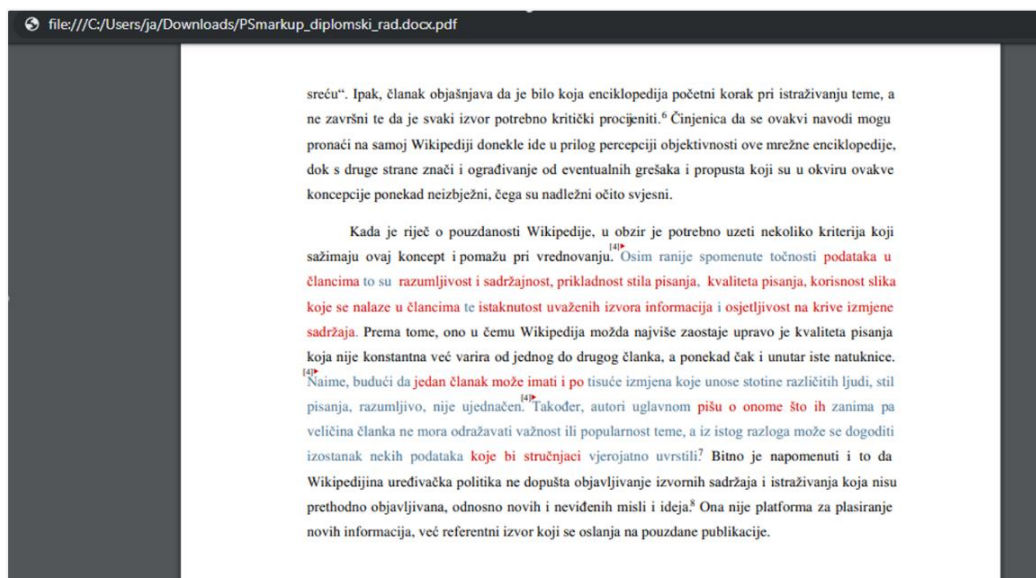 file:///C:/Users/ja/Downloads/PSmarkup_diplomski_rad.docx.pdf
sreću“. Ipak, članak objašnjava da je bilo koja enciklopedija početni korak pri istraživanju teme, a
ne završni te da je svaki izvor potrebno kritički procijeniti.6 Činjenica da se ovakvi navodi mogu
pronaći na samoj Wikipediji donekle ide u prilog percepciji objektivnosti ove mrežne enciklopedije,
dok s druge strane znači i ograđivanje od eventualnih grešaka i propusta koji su u okviru ovakve
koncepcije ponekad neizbježni, čega su nadležni očito svjesni.
Kada je riječ o pouzdanosti Wikipedije, u obzir je potrebno uzeti nekoliko kriterija koji
sažimaju ovaj koncept i pomažu pri vrednovanju. [4] Osim ranije spomenute točnosti podataka u
člancima to su razumljivost i sadržajnost, prikladnost stila pisanja, kvaliteta pisanja, korisnost slika
koje se nalaze u člancima te istaknutost uvaženih izvora informacija i osjetljivost na krive izmjene
sadržaja. Prema tome, ono u čemu Wikipedija možda najviše zaostaje upravo je kvaliteta pisanja
koja nije konstantna već varira od jednog do drugog članka, a ponekad čak i unutar iste natuknice.
[4] Naime, budući da jedan članak može imati i po tisuće izmjena koje unose stotine različitih ljudi, stil
pisanja, razumljivo, nije ujednačen. [4] Također, autori uglavnom pišu o onome što ih zanima pa
veličina članka ne mora odražavati važnost ili popularnost teme, a iz istog razloga može se dogoditi
izostanak nekih podataka koje bi stručnjaci vjerojatno uvrstili.7 Bitno je napomenuti i to da
Wikipedijina uređivačka politika ne dopušta objavljivanje izvornih sadržaja i istraživanja koja nisu
prethodno objavljivana, odnosno novih i neviđenih misli i ideja.8 Ona nije platforma za plasiranje
novih informacija, već referentni izvor koji se oslanja na pouzdane publikacije.